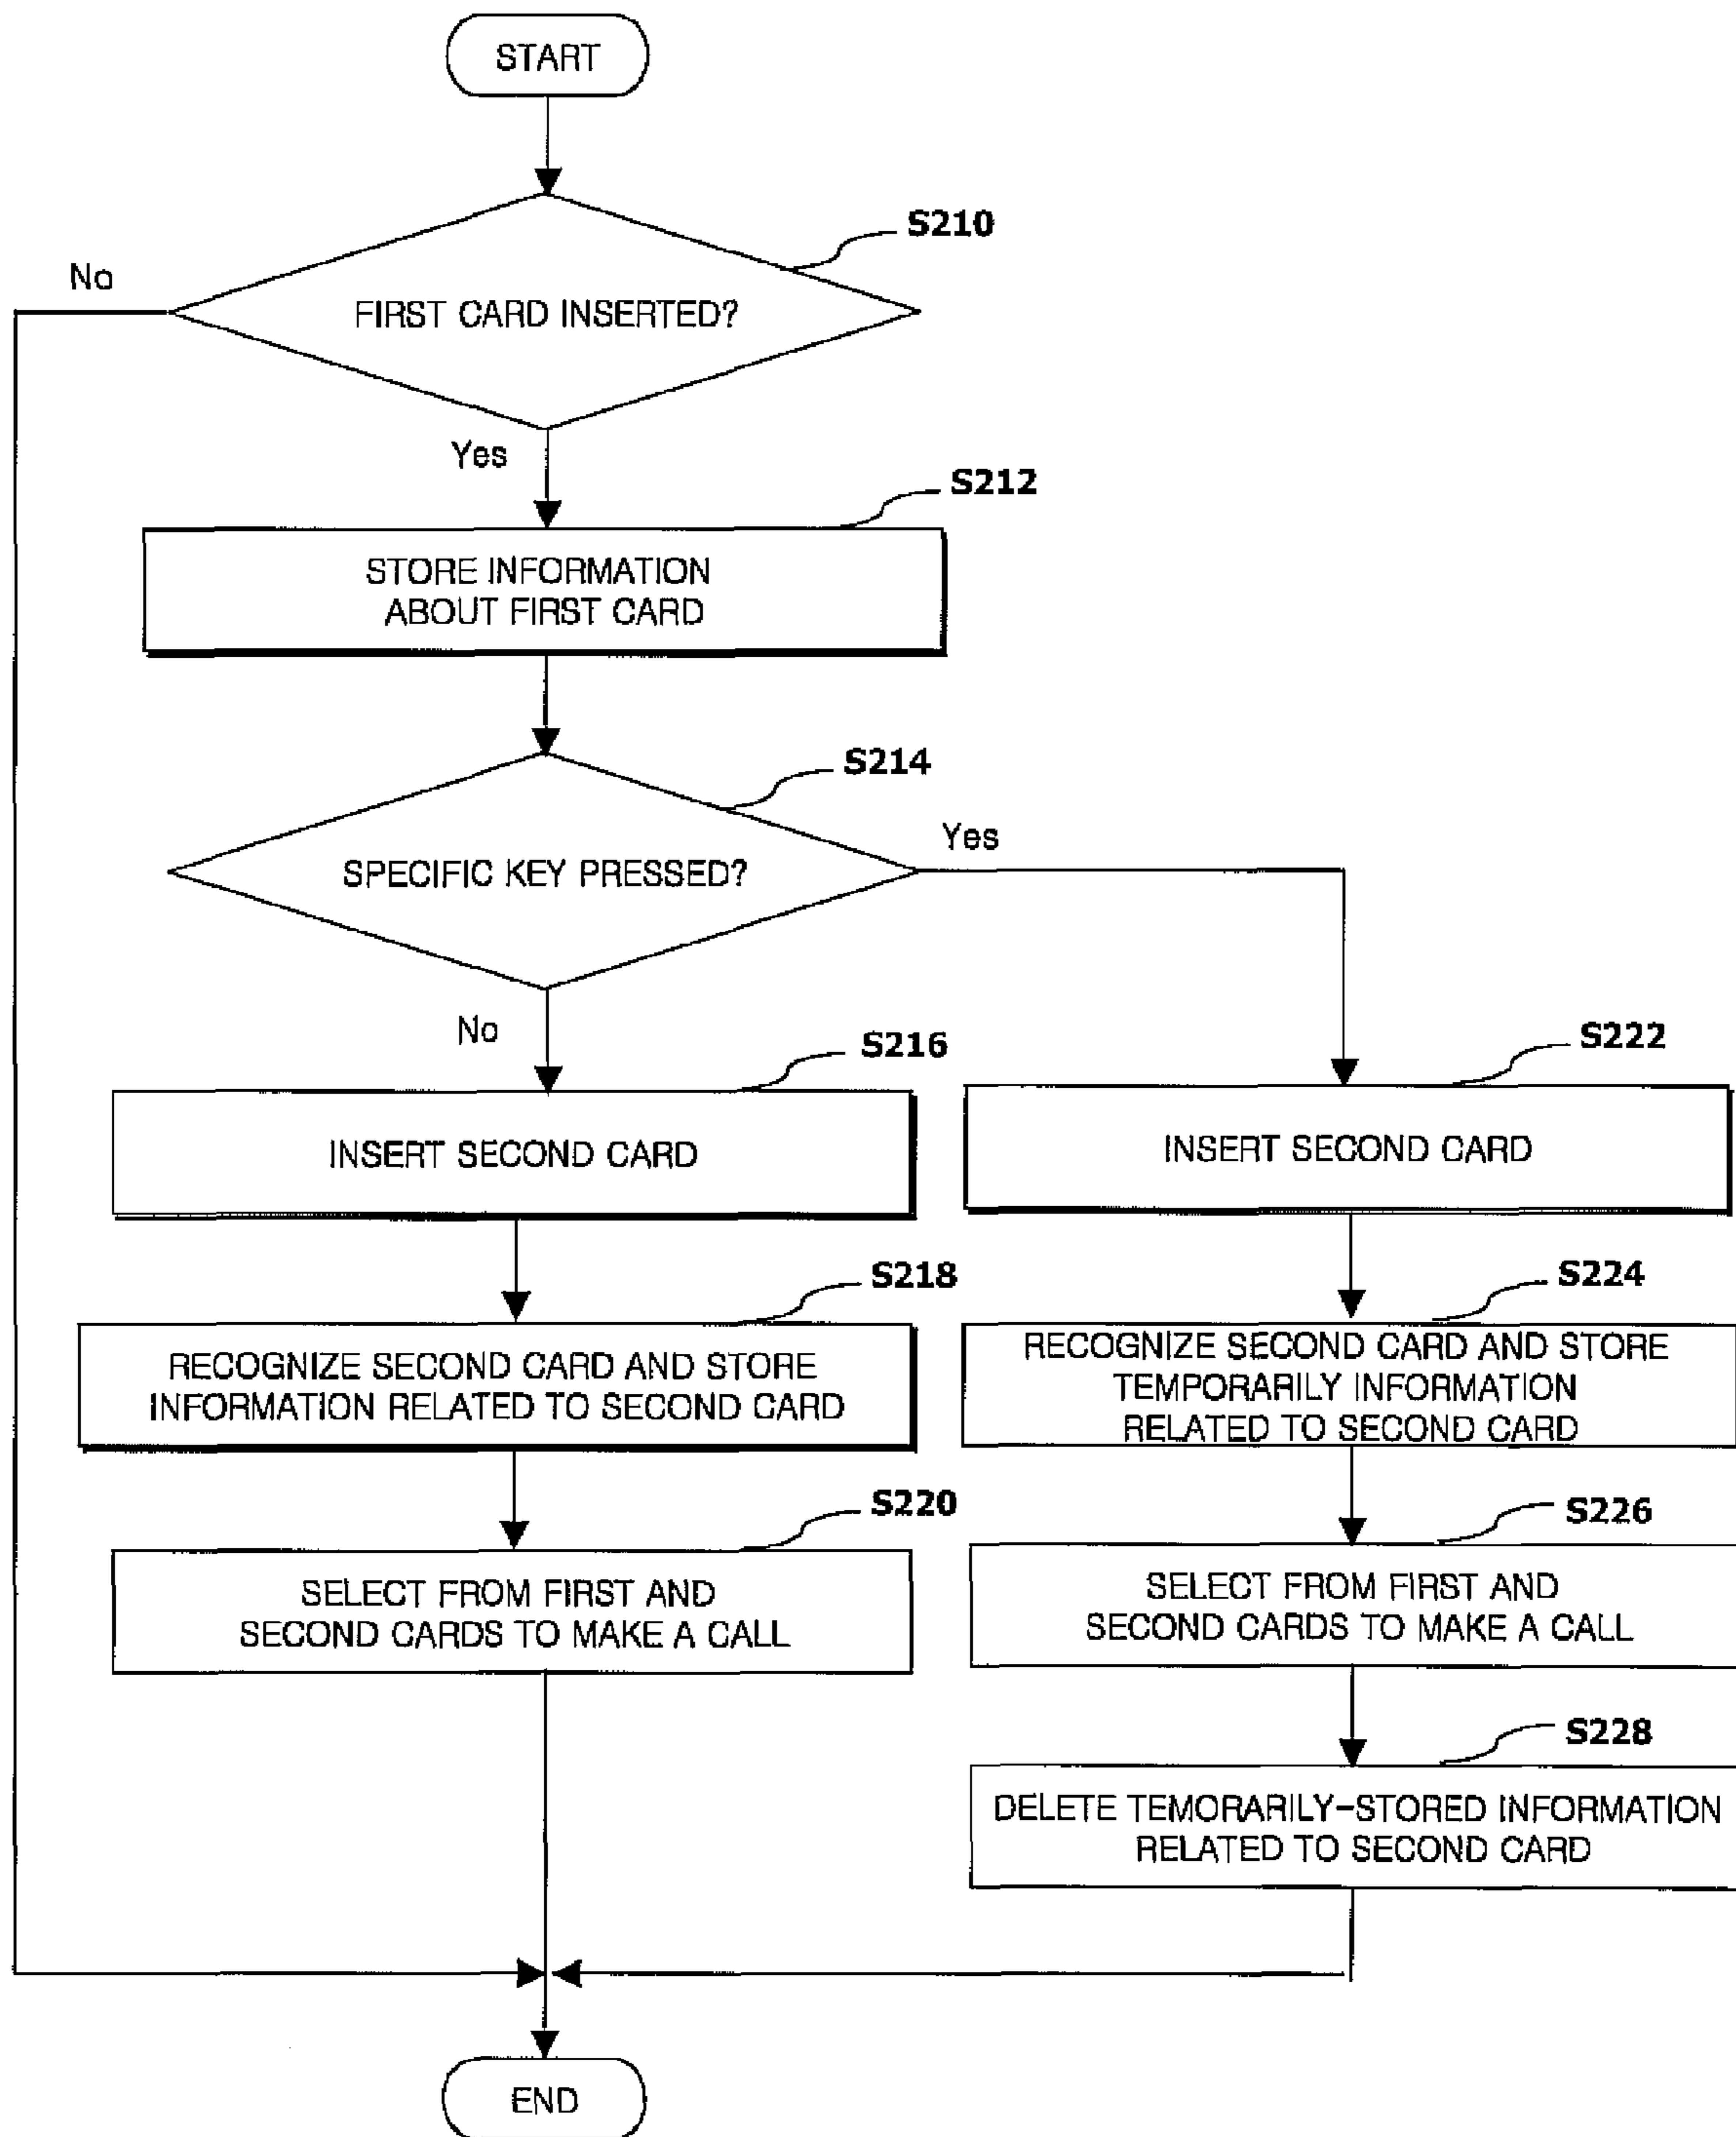 START
S210
No
FIRST CARD INSERTED?
Yes
S212
STORE INFORMATION
ABOUT FIRST CARD
S214
Yes
SPECIFIC KEY PRESSED?
No
S216
S222
INSERT SECOND CARD
INSERT SECOND CARD
S218
S224
RECOGNIZE SECOND CARD AND STORE
INFORMATION RELATED TO SECOND CARD
RECOGNIZE SECOND CARD AND STORE
TEMPORARILY INFORMATION
RELATED TO SECOND CARD
S220
S226
SELECT FROM FIRST AND
SECOND CARDS TO MAKE A CALL
SELECT FROM FIRST AND
SECOND CARDS TO MAKE A CALL
S228
DELETE TEMORARILY-STORED INFORMATION
RELATED TO SECOND CARD
END